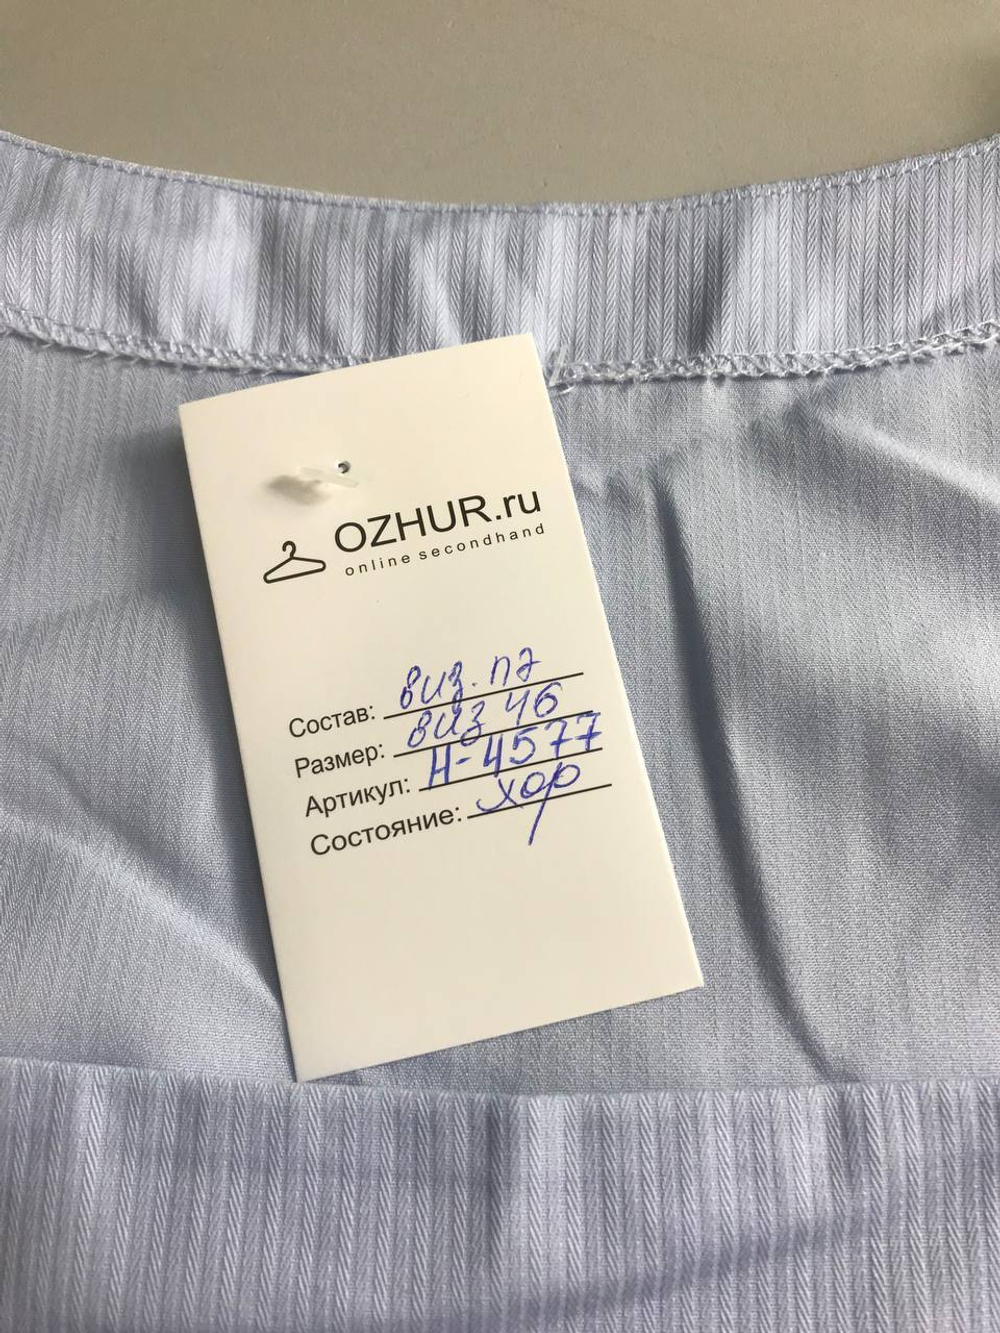 OZHUR.ru
online secondhand
Состав: виз. пэ
Размер: виз 46
Артикул: Н-4577
Состояние: хор